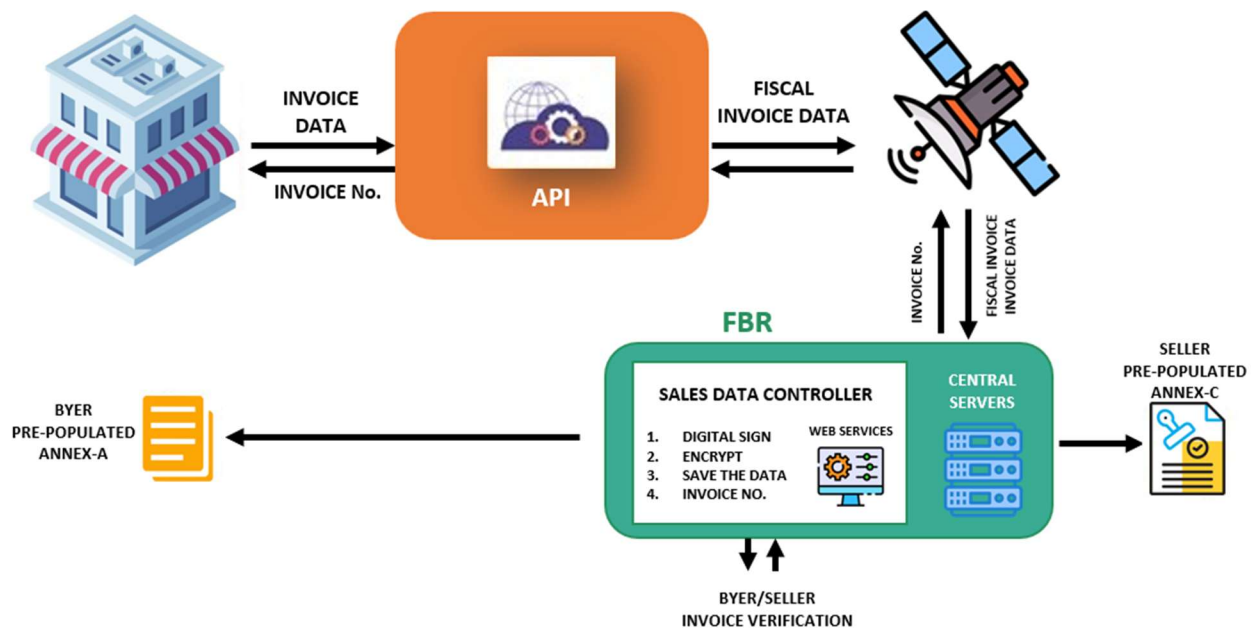 INVOICE
DATA
INVOICE No.
API
FISCAL
INVOICE DATA
INVOICE No.
FISCAL INVOICE
INVOICE DATA
FBR
SALES DATA CONTROLLER
1. DIGITAL SIGN
2. ENCRYPT
3. SAVE THE DATA
4. INVOICE NO.
WEB SERVICES
CENTRAL
SERVERS
SELLER
PRE-POPULATED
ANNEX-C
BYER
PRE-POPULATED
ANNEX-A
BYER/SELLER
INVOICE VERIFICATION